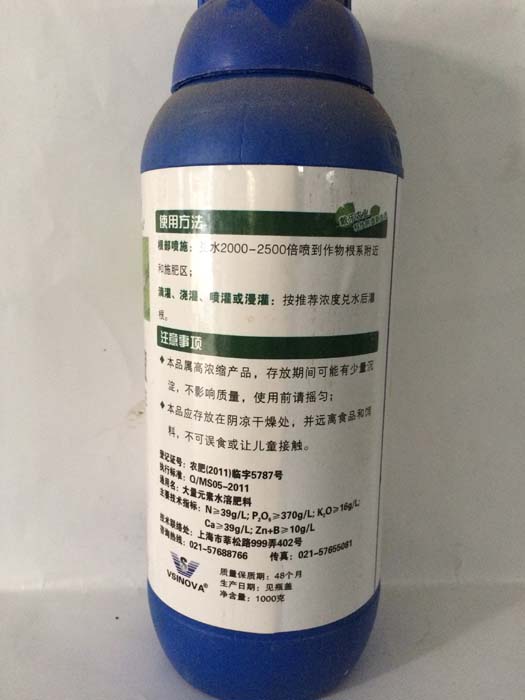 使用方法
根部喷施：兑水2000-2500倍喷到作物根系附近
和施肥区；
滴灌、浇灌、喷灌或漫灌：按推荐浓度兑水后灌
根。
注意事项
◆本品属高浓缩产品，存放期间可能有少量沉
淀，不影响质量，使用前请摇匀；
◆本品应存放在阴凉干燥处，并远离食品和饲
料，不可误食或让儿童接触。
登记证号：农肥(2011)临字5787号
执行标准：Q/MS05-2011
通用名：大量元素水溶肥料
主要技术指标：N≥39g/L; P₂O₅≥370g/L; K₂O≥16g/L;
Ca≥39g/L; Zn+B≥10g/L
技术联络处：上海市莘松路999弄402号
咨询热线：021-57688766 传真：021-57655081
VSINOVA®
质量保质期：48个月
生产日期：见瓶盖
净含量：1000克